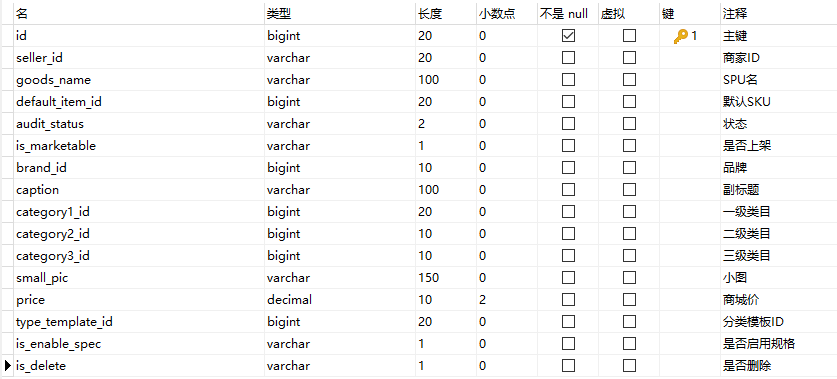 名 类型 长度 小数点 不是 null 虚拟 键 注释
id bigint 20 0 1 主键
seller_id varchar 20 0 商家ID
goods_name varchar 100 0 SPU名
default_item_id bigint 20 0 默认SKU
audit_status varchar 2 0 状态
is_marketable varchar 1 0 是否上架
brand_id bigint 10 0 品牌
caption varchar 100 0 副标题
category1_id bigint 20 0 一级类目
category2_id bigint 10 0 二级类目
category3_id bigint 10 0 三级类目
small_pic varchar 150 0 小图
price decimal 10 2 商城价
type_template_id bigint 20 0 分类模板ID
is_enable_spec varchar 1 0 是否启用规格
is_delete varchar 1 0 是否删除